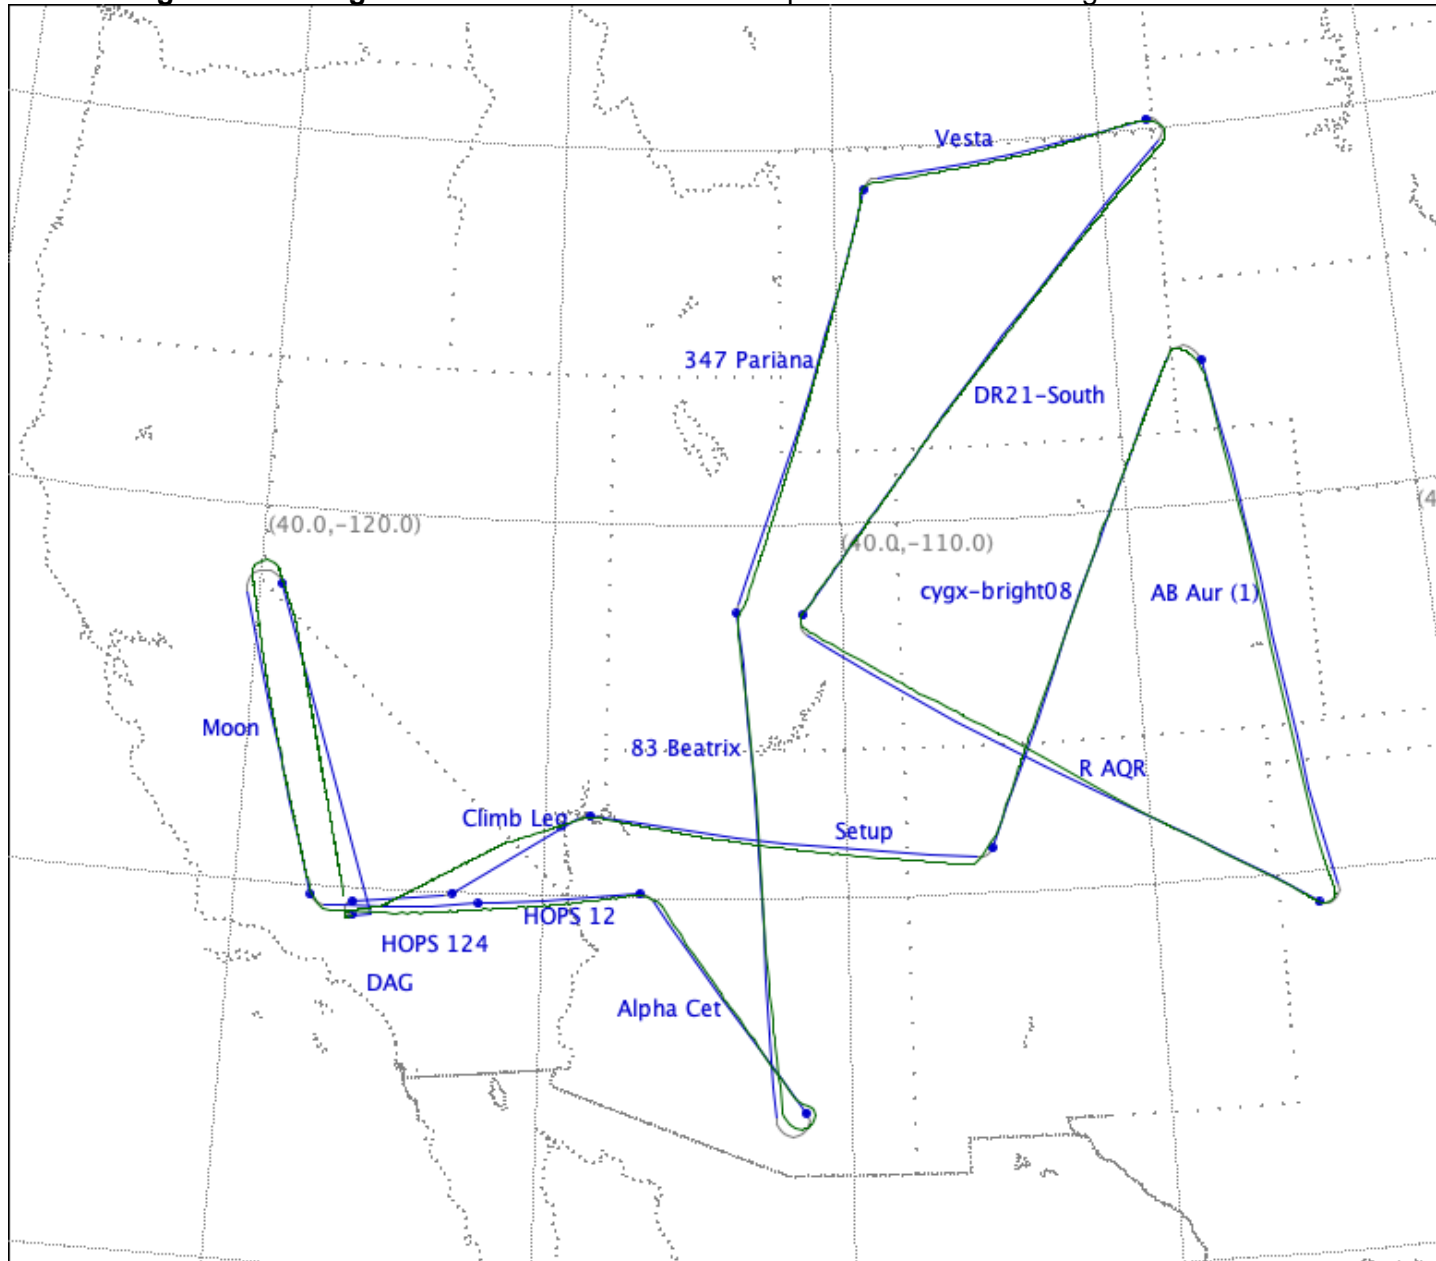 Vesta
347 Pariana
DR21-South
(40.0,-120.0)
(40.0,-110.0)
cygx-bright08
AB Aur (1)
Moon
83 Beatrix
R AQR
Climb Leg
Setup
HOPS 12
HOPS 124
DAG
Alpha Cet